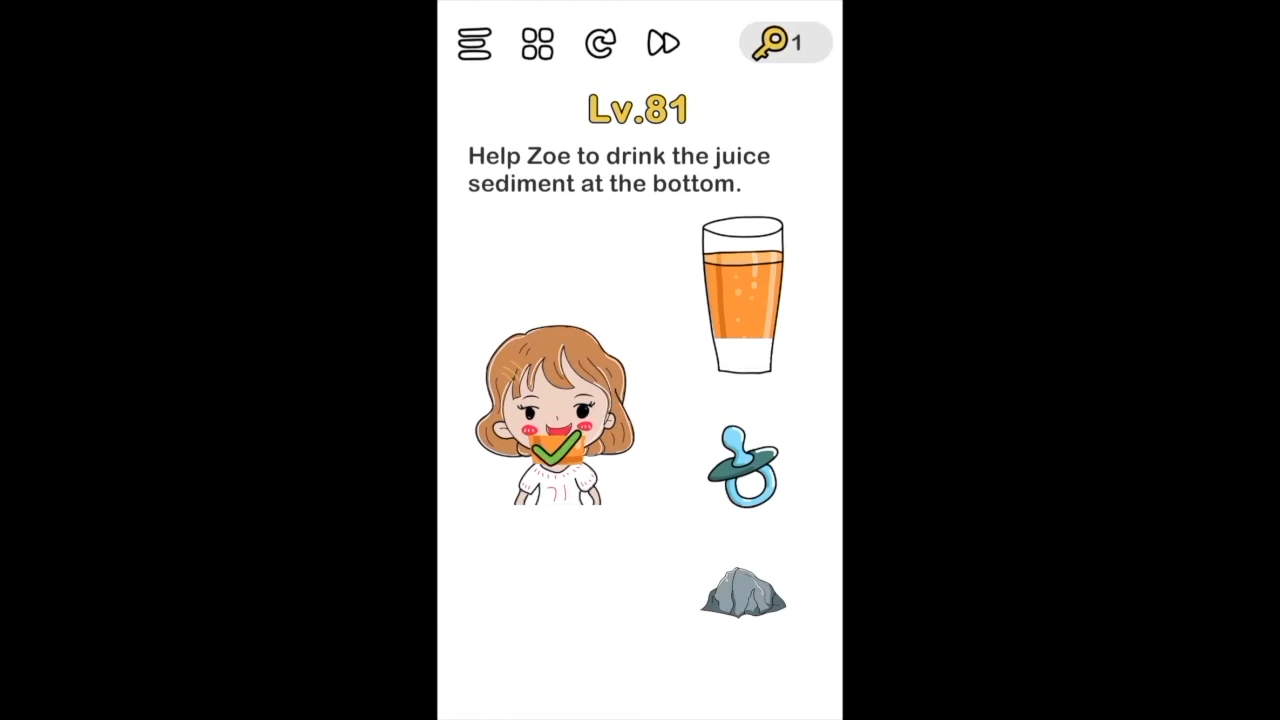 1
Lv.81
Help Zoe to drink the juice
sediment at the bottom.